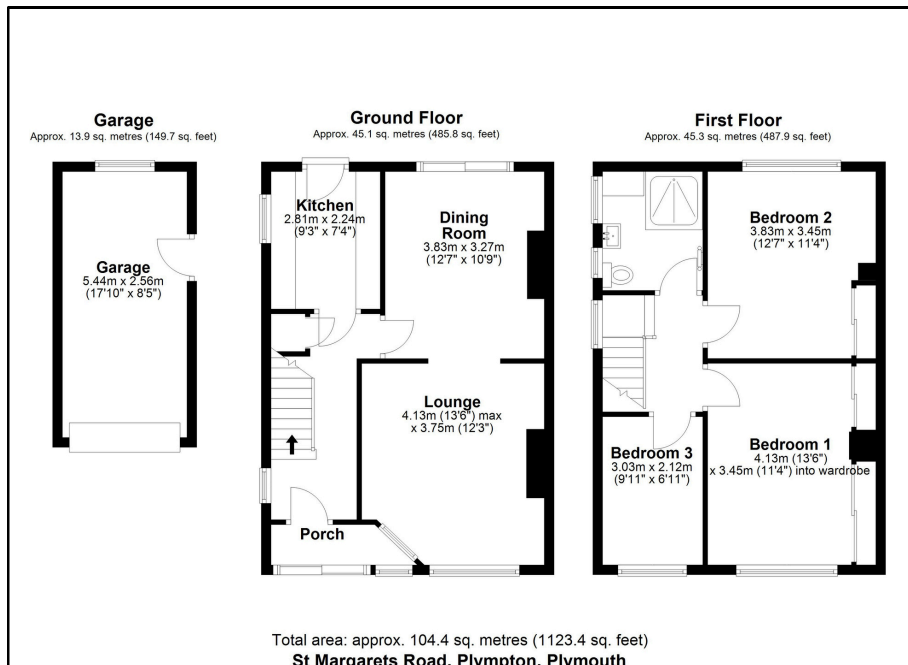 Garage
Approx. 13.9 sq. metres (149.7 sq. feet)
Garage
5.44m x 2.56m
(17'10" x 8'5")
Ground Floor
Approx. 45.1 sq. metres (485.8 sq. feet)
Kitchen
2.81m x 2.24m
(9'3" x 7'4")
Dining
Room
3.83m x 3.27m
(12'7" x 10'9")
Lounge
4.13m (13'6") max
x 3.75m (12'3")
Porch
First Floor
Approx. 45.3 sq. metres (487.9 sq. feet)
Bedroom 2
3.83m x 3.45m
(12'7" x 11'4")
Bedroom 1
4.13m (13'6")
x 3.45m (11'4") into wardrobe
Bedroom 3
3.03m x 2.12m
(9'11" x 6'11")
Total area: approx. 104.4 sq. metres (1123.4 sq. feet)
St Margarets Road, Plympton, Plymouth